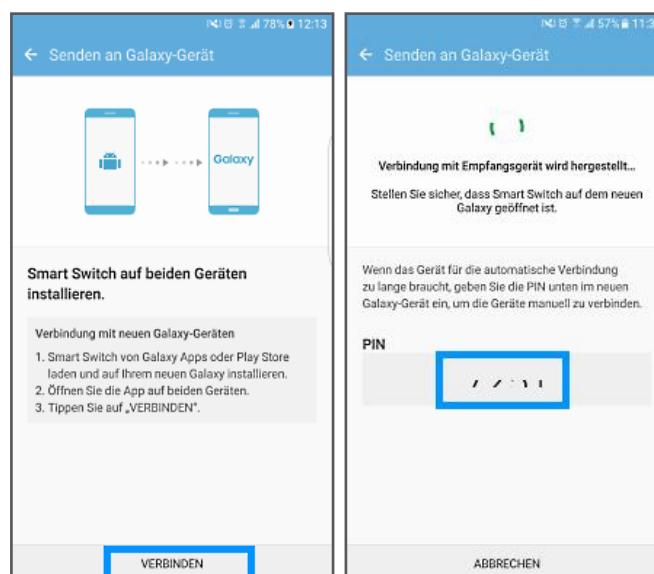 78% 12:13
Senden an Galaxy-Gerät
Galaxy
Smart Switch auf beiden Geräten
installieren.
Verbindung mit neuen Galaxy-Geräten
1. Smart Switch von Galaxy Apps oder Play Store
laden und auf Ihrem neuen Galaxy installieren.
2. Öffnen Sie die App auf beiden Geräten.
3. Tippen Sie auf „VERBINDEN".
VERBINDEN
57%
Senden an Galaxy-Gerät
Verbindung mit Empfangsgerät wird hergestellt...
Stellen Sie sicher, dass Smart Switch auf dem neuen
Galaxy geöffnet ist.
Wenn das Gerät für die automatische Verbindung
zu lange braucht, geben Sie die PIN unten im neuen
Galaxy-Gerät ein, um die Geräte manuell zu verbinden.
PIN
ABBRECHEN